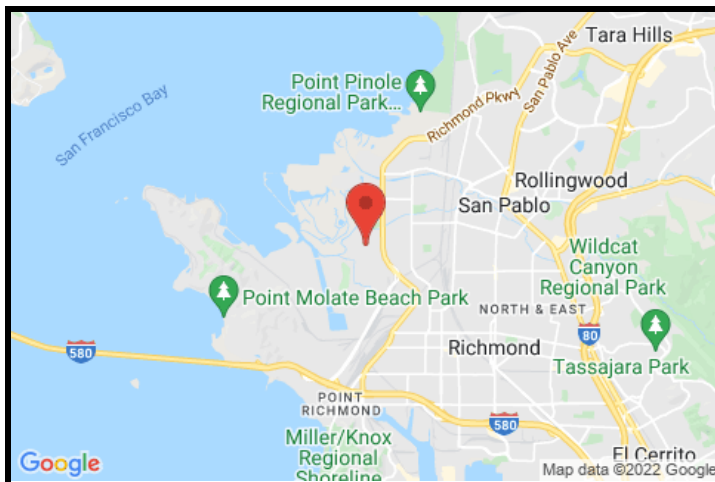 Tara Hills
San Pablo Ave
Point Pinole
Regional Park...
Richmond Pkwy
San Francisco Bay
Rollingwood
San Pablo
Wildcat
Canyon
Regional Park
Point Molate Beach Park
NORTH & EAST
80
580
Richmond
Tassajara Park
POINT
RICHMOND
580
Miller/Knox
Regional
Shoreline
El Cerrito
Google
Map data ©2022 Google